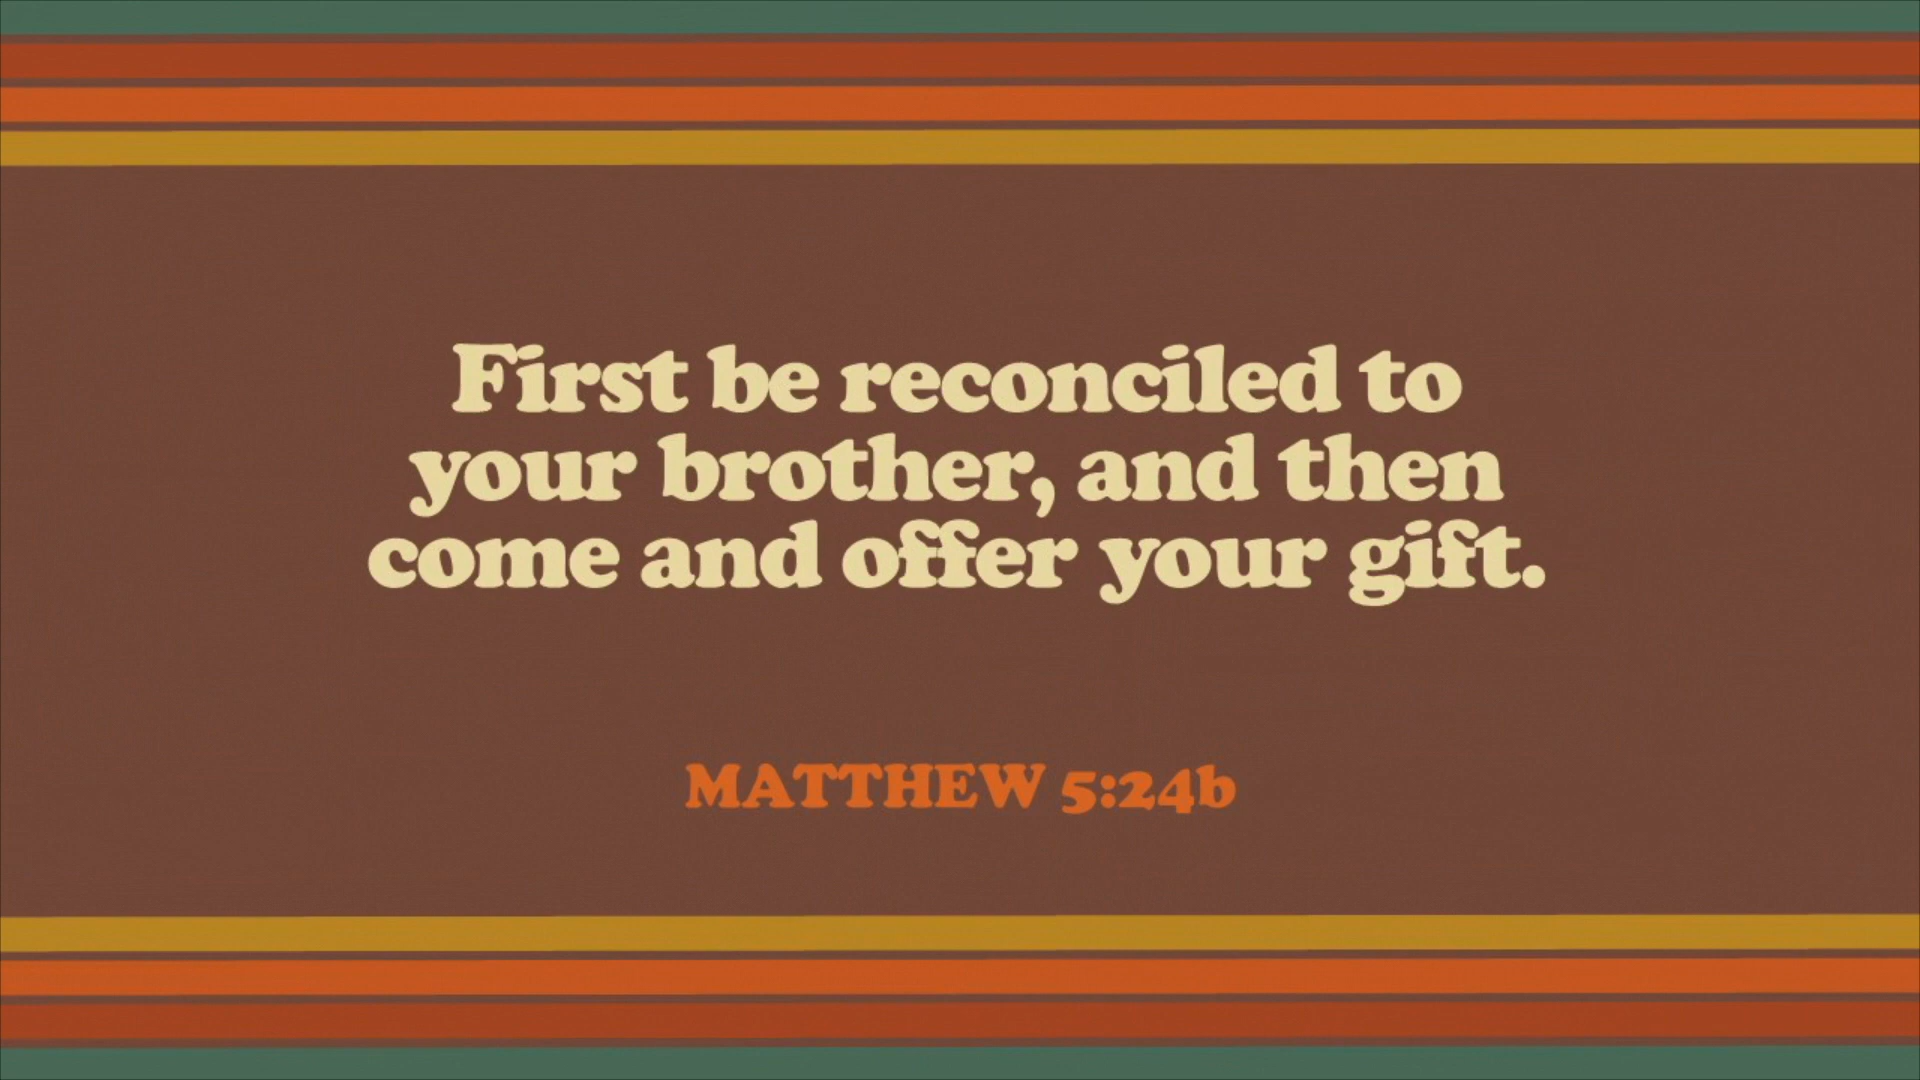 First be reconciled to
your brother, and then
come and offer your gift.
MATTHEW 5:24b